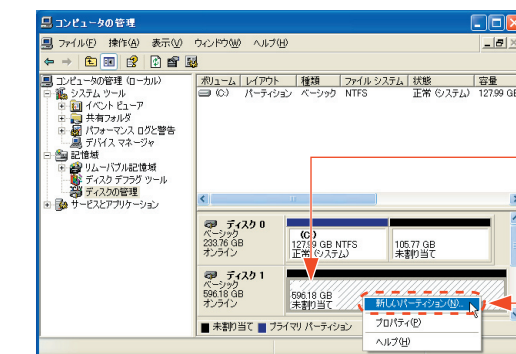 コンピュータの管理
ファイル(F) 操作(A) 表示(V) ウィンドウ(W) ヘルプ(H)
コンピュータの管理 (ローカル)
システム ツール
イベント ビューア
共有フォルダ
パフォーマンス ログと警告
デバイス マネージャ
記憶域
リムーバブル記憶域
ディスク デフラグ ツール
ディスクの管理
サービスとアプリケーション
ボリューム レイアウト 種類 ファイル システム 状態 容量
(C:) パーティション ベーシック NTFS 正常 (システム) 127.99 GB
ディスク 0
ベーシック
233.76 GB
オンライン
(C:)
127.99 GB NTFS
正常 (システム)
105.77 GB
未割り当て
ディスク 1
ベーシック
596.18 GB
オンライン
596.18 GB
未割り当て
新しいパーティション(N)...
プロパティ(P)
ヘルプ(H)
未割り当て プライマリ パーティション